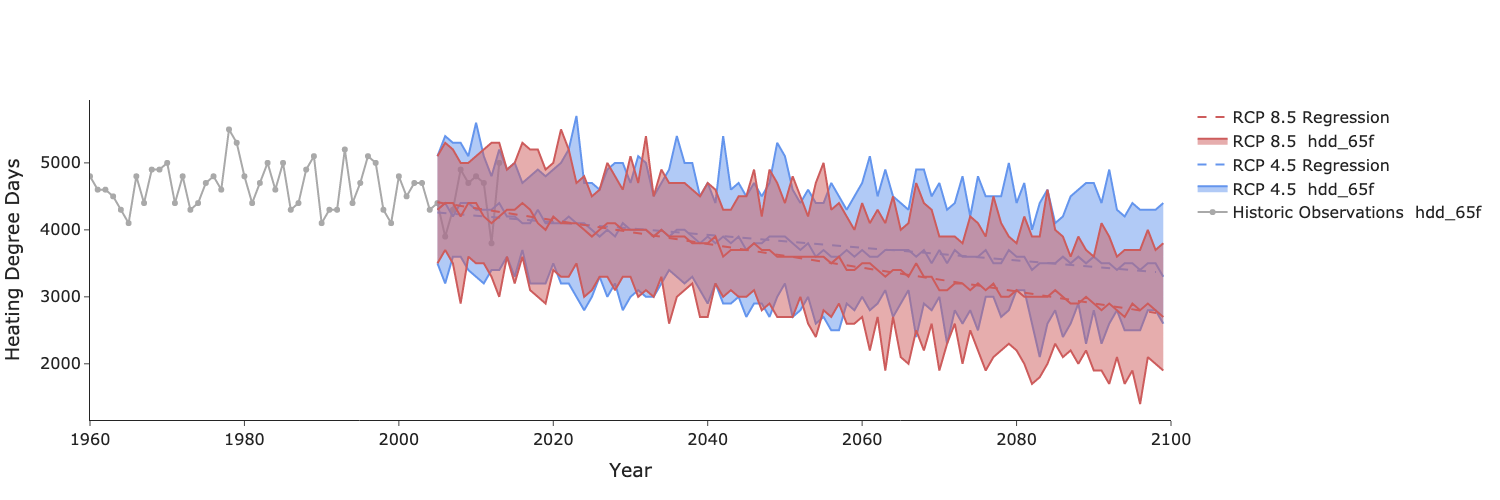 RCP 8.5 Regression
RCP 8.5  hdd_65f
RCP 4.5 Regression
RCP 4.5  hdd_65f
Historic Observations  hdd_65f
Heating Degree Days
5000
4000
3000
2000
1960
1980
2000
2020
2040
2060
2080
2100
Year